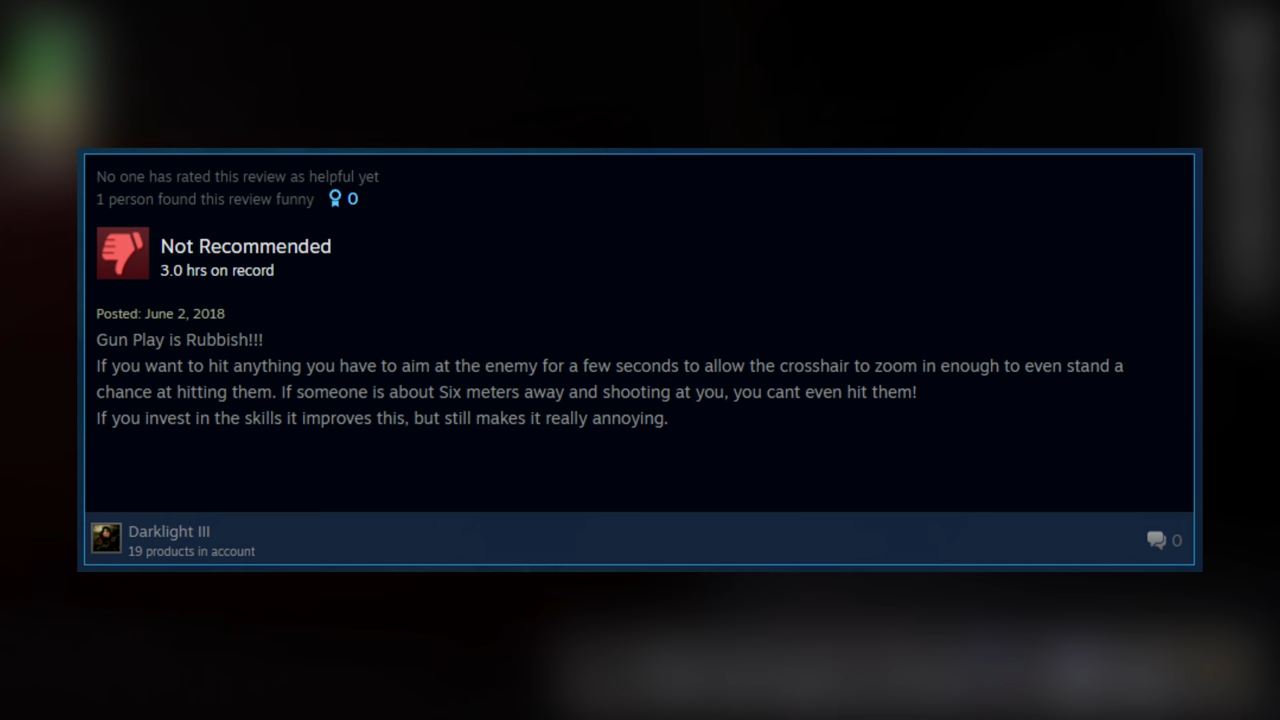 No one has rated this review as helpful yet
1 person found this review funny 0
Not Recommended
3.0 hrs on record
Posted: June 2, 2018
Gun Play is Rubbish!!!
If you want to hit anything you have to aim at the enemy for a few seconds to allow the crosshair to zoom in enough to even stand a
chance at hitting them. If someone is about Six meters away and shooting at you, you cant even hit them!
If you invest in the skills it improves this, but still makes it really annoying.
Darklight III
19 products in account
0